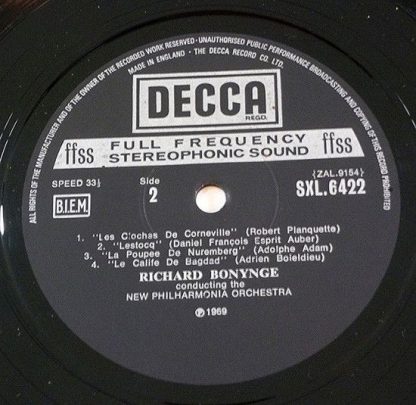 ALL RIGHTS OF THE MANUFACTURER AND OF THE OWNER OF THE RECORDED WORK RESERVED · UNAUTHORISED PUBLIC PERFORMANCE BROADCASTING AND COPYING OF THIS RECORD PROHIBITED
MADE IN ENGLAND · THE DECCA RECORD CO. LTD
DECCA
REGD.
ffss FULL FREQUENCY STEREOPHONIC SOUND ffss
SPEED 33⅓
Side 2
(ZAL.9154)
SXL.6422
B.I.E.M.
1. "Les Clochas De Corneville" (Robert Planquette)
2. "Lestocq" (Daniel François Esprit Auber)
3. "La Poupee De Nuremberg" (Adolphe Adam)
4. "Le Calife De Bagdad" (Adrien Boieldieu)
RICHARD BONYNGE
conducting the
NEW PHILHARMONIA ORCHESTRA
℗ 1969